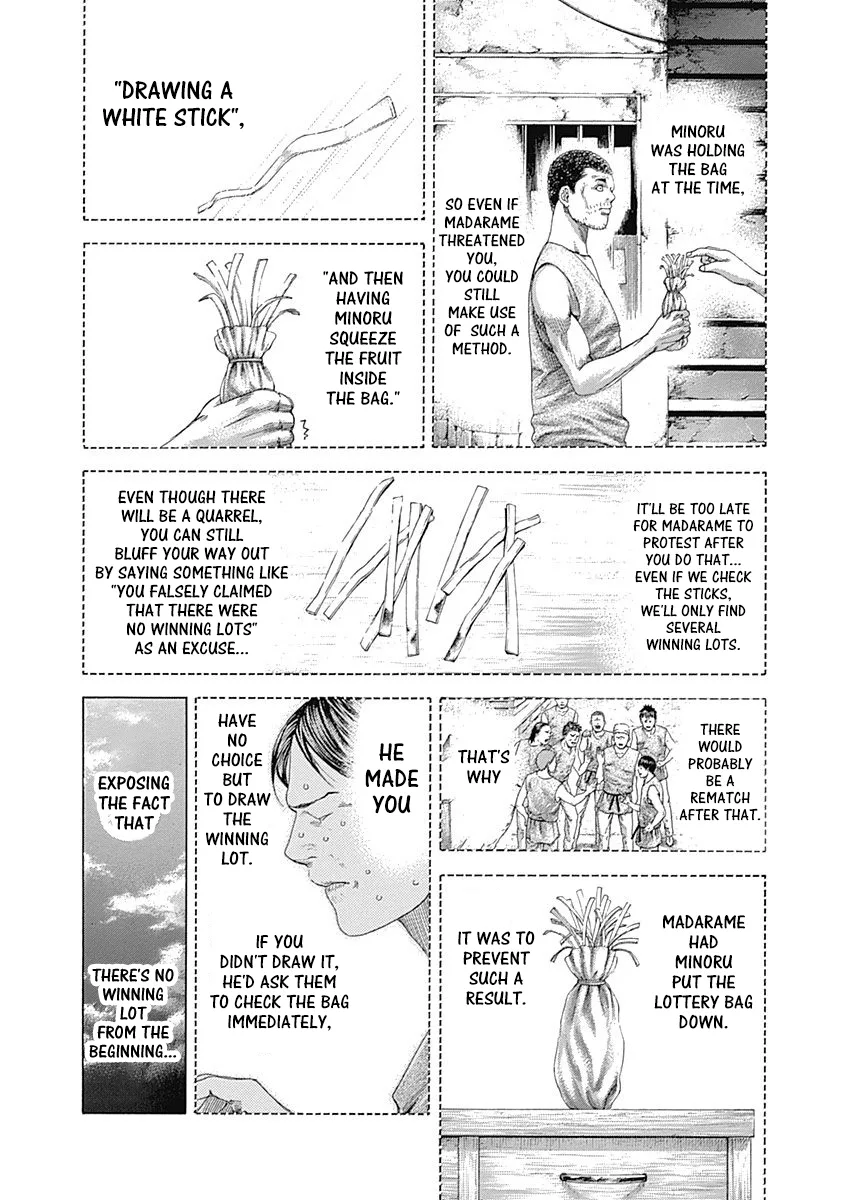 MINORU
WAS HOLDING
THE BAG
AT THE TIME,
SO EVEN IF
MADARAME
THREATENED
YOU,
YOU COULD
STILL
MAKE USE
OF SUCH A
METHOD.
"DRAWING A
WHITE STICK",
"AND THEN
HAVING
MINORU
SQUEEZE
THE FRUIT
INSIDE
THE BAG."
IT'LL BE TOO LATE
FOR MADARAME TO
PROTEST AFTER
YOU DO THAT...
EVEN IF WE CHECK
THE STICKS,
WE'LL ONLY FIND
SEVERAL
WINNING LOTS.
EVEN THOUGH THERE
WILL BE A QUARREL,
YOU CAN STILL
BLUFF YOUR WAY OUT
BY SAYING SOMETHING LIKE
"YOU FALSELY CLAIMED
THAT THERE WERE
NO WINNING LOTS"
AS AN EXCUSE...
THERE
WOULD
PROBABLY
BE A
REMATCH
AFTER THAT.
THAT'S
WHY
MADARAME
HAD
MINORU
PUT THE
LOTTERY BAG
DOWN.
IT WAS TO
PREVENT
SUCH A
RESULT.
HE
MADE
YOU
HAVE
NO
CHOICE
BUT
TO DRAW
THE
WINNING
LOT.
IF YOU
DIDN'T DRAW IT,
HE'D ASK THEM
TO CHECK THE BAG
IMMEDIATELY,
EXPOSING
THE FACT
THAT
THERE'S NO
WINNING
LOT
FROM THE
BEGINNING...